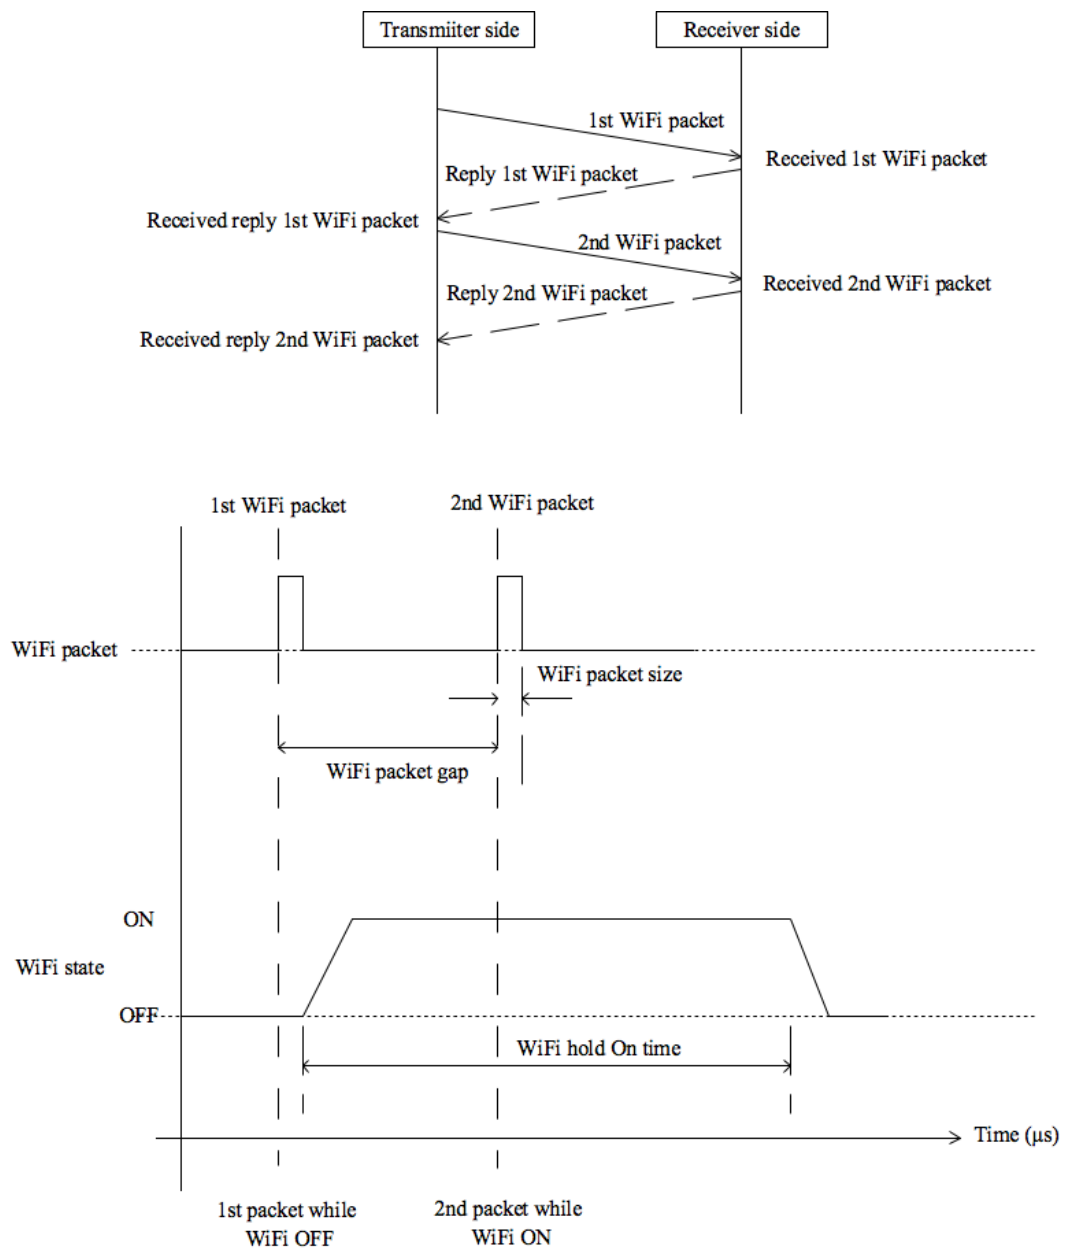 Transmiiter side
Receiver side
1st WiFi packet
Received 1st WiFi packet
Reply 1st WiFi packet
Received reply 1st WiFi packet
2nd WiFi packet
Received 2nd WiFi packet
Reply 2nd WiFi packet
Received reply 2nd WiFi packet
1st WiFi packet
2nd WiFi packet
WiFi packet
WiFi packet size
WiFi packet gap
ON
WiFi state
OFF
WiFi hold On time
Time (µs)
1st packet while
WiFi OFF
2nd packet while
WiFi ON